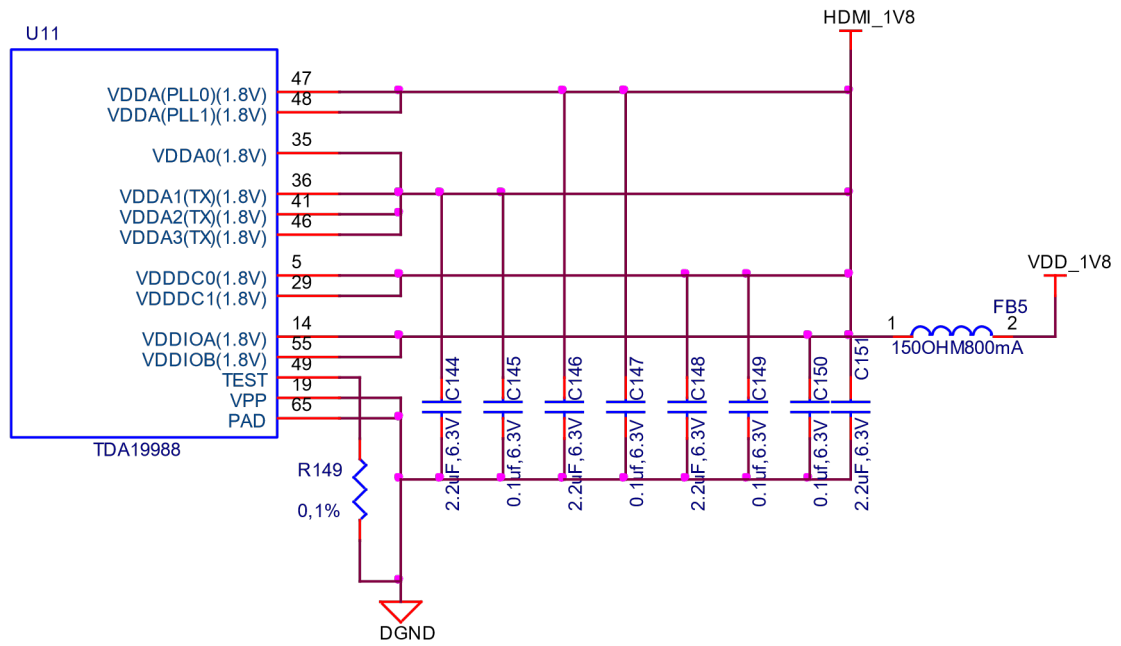 HDMI_1V8
U11
47
VDDA(PLL0)(1.8V)
48
VDDA(PLL1)(1.8V)
35
VDDA0(1.8V)
36
VDDA1(TX)(1.8V)
41
VDDA2(TX)(1.8V)
46
VDDA3(TX)(1.8V)
5
VDDDC0(1.8V)
29
VDDDC1(1.8V)
VDD_1V8
FB5
14
VDDIOA(1.8V)
1
2
150OHM800mA
55
VDDIOB(1.8V)
49
TEST
19
VPP
65
PAD
TDA19988
C144
C145
C146
C147
C148
C149
C150
C151
2.2uF,6.3V
0.1uf,6.3V
2.2uF,6.3V
0.1uf,6.3V
2.2uF,6.3V
0.1uf,6.3V
0.1uf,6.3V
2.2uF,6.3V
R149
0,1%
DGND